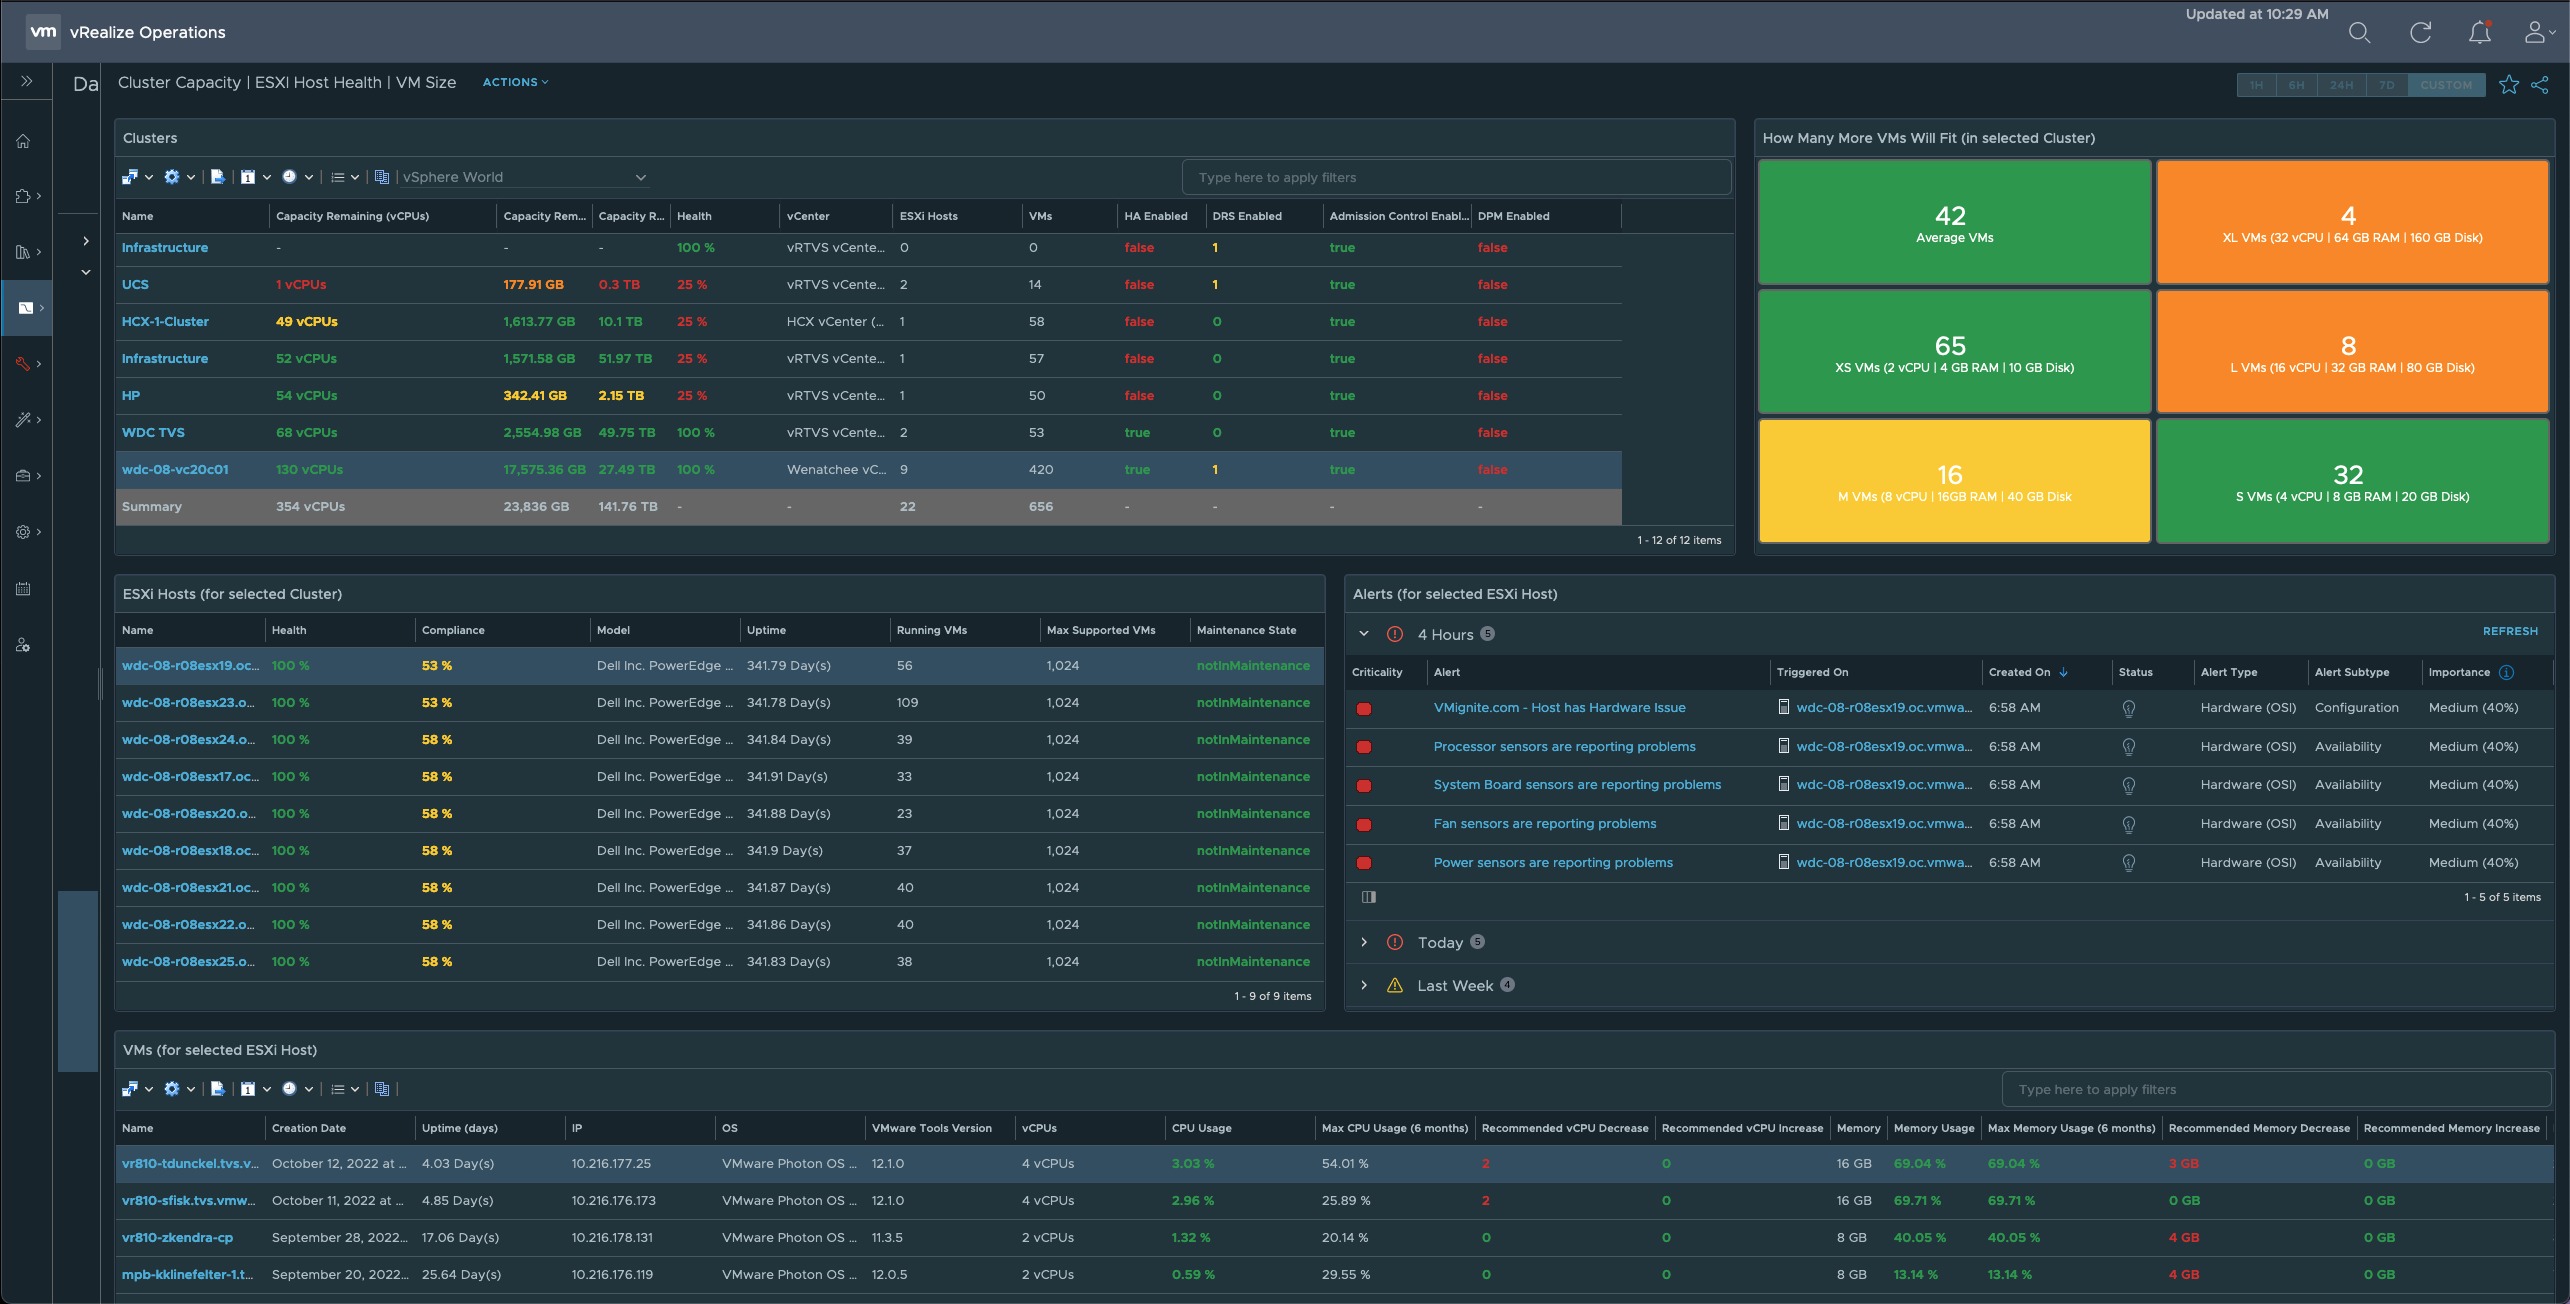 Updated at 10:29 AM
vm vRealize Operations
Da Cluster Capacity | ESXI Host Health | VM Size ACTIONS
1H 6H 24H 7D CUSTOM
Clusters
vSphere World Type here to apply filters
Name Capacity Remaining (vCPUs) Capacity Rem... Capacity R... Health vCenter ESXi Hosts VMs HA Enabled DRS Enabled Admission Control Enabl... DPM Enabled
Infrastructure - - - 100 % vRTVS vCente... 0 0 false 1 true false
UCS 1 vCPUs 177.91 GB 0.3 TB 25 % vRTVS vCente... 2 14 false 1 true false
HCX-1-Cluster 49 vCPUs 1,613.77 GB 10.1 TB 25 % HCX vCenter (... 1 58 false 0 true false
Infrastructure 52 vCPUs 1,571.58 GB 51.97 TB 25 % vRTVS vCente... 1 57 false 0 true false
HP 54 vCPUs 342.41 GB 2.15 TB 25 % vRTVS vCente... 1 50 false 0 true false
WDC TVS 68 vCPUs 2,554.98 GB 49.75 TB 100 % vRTVS vCente... 2 53 true 0 true false
wdc-08-vc20c01 130 vCPUs 17,575.36 GB 27.49 TB 100 % Wenatchee vC... 9 420 true 1 true false
Summary 354 vCPUs 23,836 GB 141.76 TB - - 22 656 - - - -
1 - 12 of 12 items
How Many More VMs Will Fit (in selected Cluster)
42
Average VMs
4
XL VMs (32 vCPU | 64 GB RAM | 160 GB Disk)
65
XS VMs (2 vCPU | 4 GB RAM | 10 GB Disk)
8
L VMs (16 vCPU | 32 GB RAM | 80 GB Disk)
16
M VMs (8 vCPU | 16GB RAM | 40 GB Disk
32
S VMs (4 vCPU | 8 GB RAM | 20 GB Disk)
ESXi Hosts (for selected Cluster)
Name Health Compliance Model Uptime Running VMs Max Supported VMs Maintenance State
wdc-08-r08esx19.oc... 100 % 53 % Dell Inc. PowerEdge ... 341.79 Day(s) 56 1,024 notInMaintenance
wdc-08-r08esx23.o... 100 % 53 % Dell Inc. PowerEdge ... 341.78 Day(s) 109 1,024 notInMaintenance
wdc-08-r08esx24.o... 100 % 58 % Dell Inc. PowerEdge ... 341.84 Day(s) 39 1,024 notInMaintenance
wdc-08-r08esx17.oc... 100 % 58 % Dell Inc. PowerEdge ... 341.91 Day(s) 33 1,024 notInMaintenance
wdc-08-r08esx20.o... 100 % 58 % Dell Inc. PowerEdge ... 341.88 Day(s) 23 1,024 notInMaintenance
wdc-08-r08esx18.oc... 100 % 58 % Dell Inc. PowerEdge ... 341.9 Day(s) 37 1,024 notInMaintenance
wdc-08-r08esx21.oc... 100 % 58 % Dell Inc. PowerEdge ... 341.87 Day(s) 40 1,024 notInMaintenance
wdc-08-r08esx22.o... 100 % 58 % Dell Inc. PowerEdge ... 341.86 Day(s) 40 1,024 notInMaintenance
wdc-08-r08esx25.o... 100 % 58 % Dell Inc. PowerEdge ... 341.83 Day(s) 38 1,024 notInMaintenance
1 - 9 of 9 items
Alerts (for selected ESXi Host)
4 Hours 5 REFRESH
Criticality Alert Triggered On Created On Status Alert Type Alert Subtype Importance
VMignite.com - Host has Hardware Issue wdc-08-r08esx19.oc.vmwa... 6:58 AM Hardware (OSI) Configuration Medium (40%)
Processor sensors are reporting problems wdc-08-r08esx19.oc.vmwa... 6:58 AM Hardware (OSI) Availability Medium (40%)
System Board sensors are reporting problems wdc-08-r08esx19.oc.vmwa... 6:58 AM Hardware (OSI) Availability Medium (40%)
Fan sensors are reporting problems wdc-08-r08esx19.oc.vmwa... 6:58 AM Hardware (OSI) Availability Medium (40%)
Power sensors are reporting problems wdc-08-r08esx19.oc.vmwa... 6:58 AM Hardware (OSI) Availability Medium (40%)
1 - 5 of 5 items
Today 5
Last Week 4
VMs (for selected ESXi Host)
Type here to apply filters
Name Creation Date Uptime (days) IP OS VMware Tools Version vCPUs CPU Usage Max CPU Usage (6 months) Recommended vCPU Decrease Recommended vCPU Increase Memory Memory Usage Max Memory Usage (6 months) Recommended Memory Decrease Recommended Memory Increase
vr810-tdunckel.tvs.v... October 12, 2022 at ... 4.03 Day(s) 10.216.177.25 VMware Photon OS ... 12.1.0 4 vCPUs 3.03 % 54.01 % 2 0 16 GB 69.04 % 69.04 % 3 GB 0 GB
vr810-sfisk.tvs.vmw... October 11, 2022 at ... 4.85 Day(s) 10.216.176.173 VMware Photon OS ... 12.1.0 4 vCPUs 2.96 % 25.89 % 2 0 16 GB 69.71 % 69.71 % 0 GB 0 GB
vr810-zkendra-cp September 28, 2022... 17.06 Day(s) 10.216.178.131 VMware Photon OS ... 11.3.5 2 vCPUs 1.32 % 20.14 % 0 0 8 GB 40.05 % 40.05 % 4 GB 0 GB
mpb-kklinefelter-1.t... September 20, 2022... 25.64 Day(s) 10.216.176.119 VMware Photon OS ... 12.0.5 2 vCPUs 0.59 % 29.55 % 0 0 8 GB 13.14 % 13.14 % 4 GB 0 GB